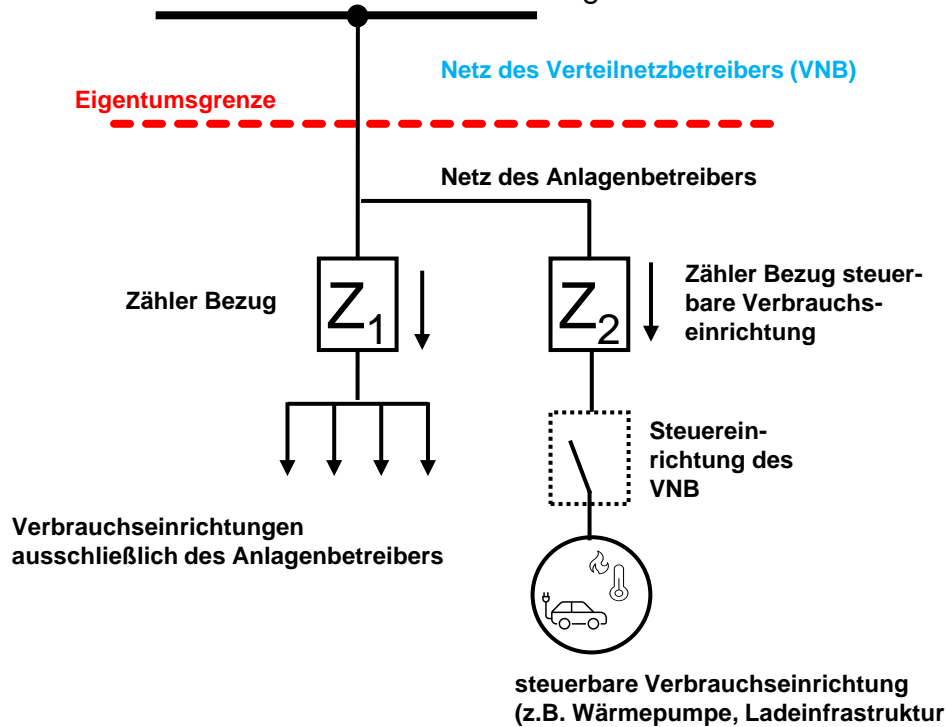 Netz des Verteilnetzbetreibers (VNB)
Eigentumsgrenze
Netz des Anlagenbetreibers
Zähler Bezug
Z1
Z2
Zähler Bezug steuer-
bare Verbrauchs-
einrichtung
Steuerein-
richtung des
VNB
Verbrauchseinrichtungen
ausschließlich des Anlagenbetreibers
steuerbare Verbrauchseinrichtung
(z.B. Wärmepumpe, Ladeinfrastruktur